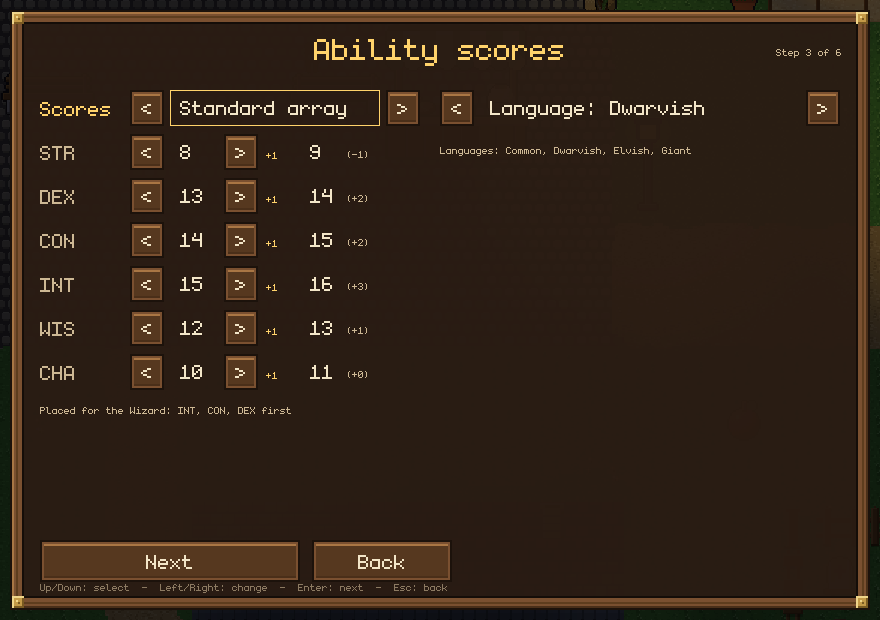 Ability scores
Step 3 of 6
Scores < Standard array > < Language: Dwarvish >
STR < 8 > +1 9 (-1)
Languages: Common, Dwarvish, Elvish, Giant
DEX < 13 > +1 14 (+2)
CON < 14 > +1 15 (+2)
INT < 15 > +1 16 (+3)
WIS < 12 > +1 13 (+1)
CHA < 10 > +1 11 (+0)
Placed for the Wizard: INT, CON, DEX first
Next Back
Up/Down: select - Left/Right: change - Enter: next - Esc: back